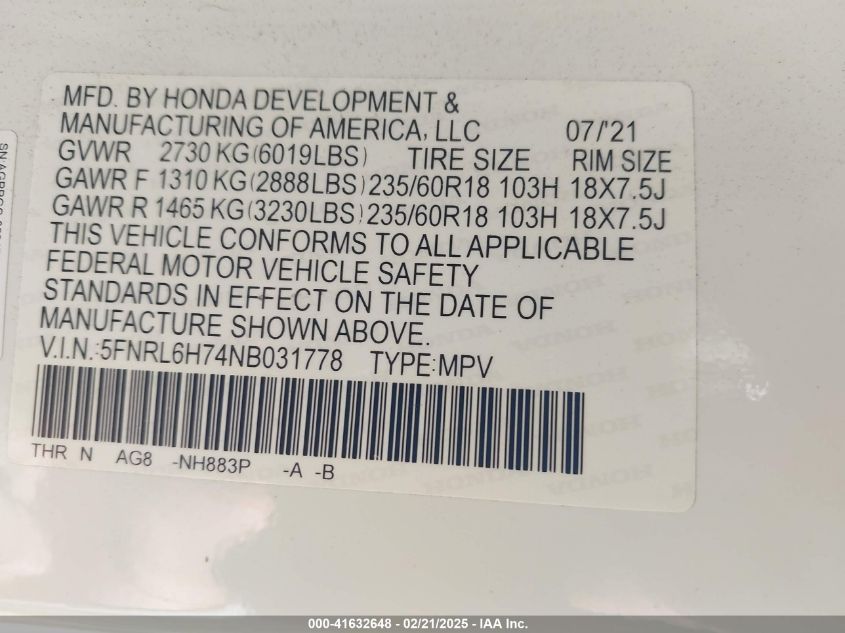 MFD. BY HONDA DEVELOPMENT &
MANUFACTURING OF AMERICA, LLC 07/'21
GVWR 2730 KG(6019LBS) TIRE SIZE RIM SIZE
GAWR F 1310 KG(2888LBS) 235/60R18 103H 18X7.5J
GAWR R 1465 KG(3230LBS) 235/60R18 103H 18X7.5J
THIS VEHICLE CONFORMS TO ALL APPLICABLE
FEDERAL MOTOR VEHICLE SAFETY
STANDARDS IN EFFECT ON THE DATE OF
MANUFACTURE SHOWN ABOVE.
V.I.N.:5FNRL6H74NB031778 TYPE:MPV
THR N AG8 -NH883P -A -B
000-41632648 - 02/21/2025 - IAA Inc.